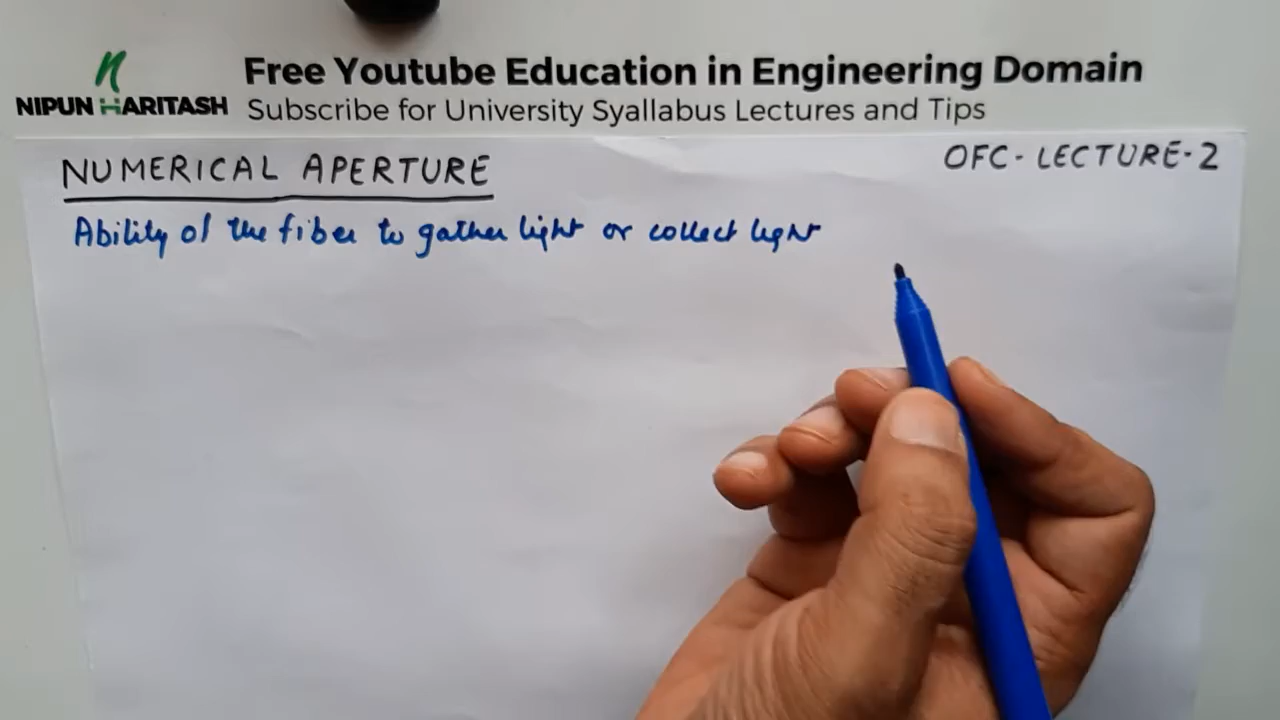 Free Youtube Education in Engineering Domain
NIPUN HARITASH
Subscribe for University Syallabus Lectures and Tips
NUMERICAL APERTURE
OFC - LECTURE - 2
Ability of the fiber to gather light or collect light